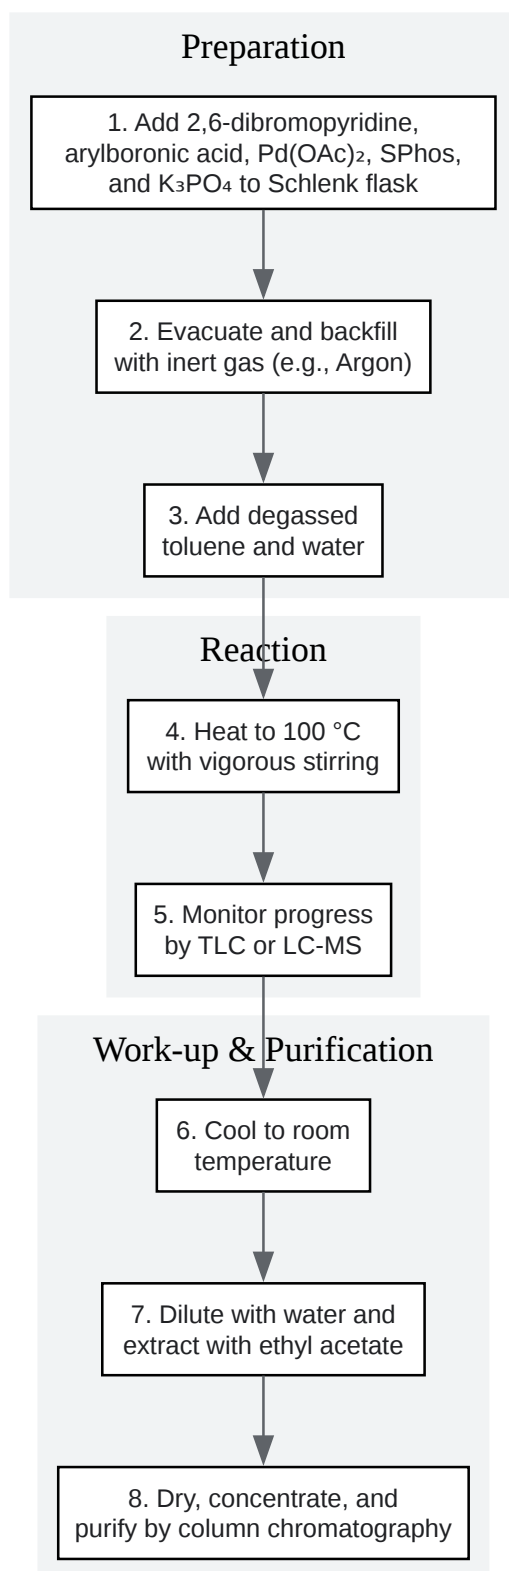 Preparation
1. Add 2,6-dibromopyridine,
arylboronic acid, Pd(OAc)₂, SPhos,
and K₃PO₄ to Schlenk flask
2. Evacuate and backfill
with inert gas (e.g., Argon)
3. Add degassed
toluene and water
Reaction
4. Heat to 100 °C
with vigorous stirring
5. Monitor progress
by TLC or LC-MS
Work-up & Purification
6. Cool to room
temperature
7. Dilute with water and
extract with ethyl acetate
8. Dry, concentrate, and
purify by column chromatography